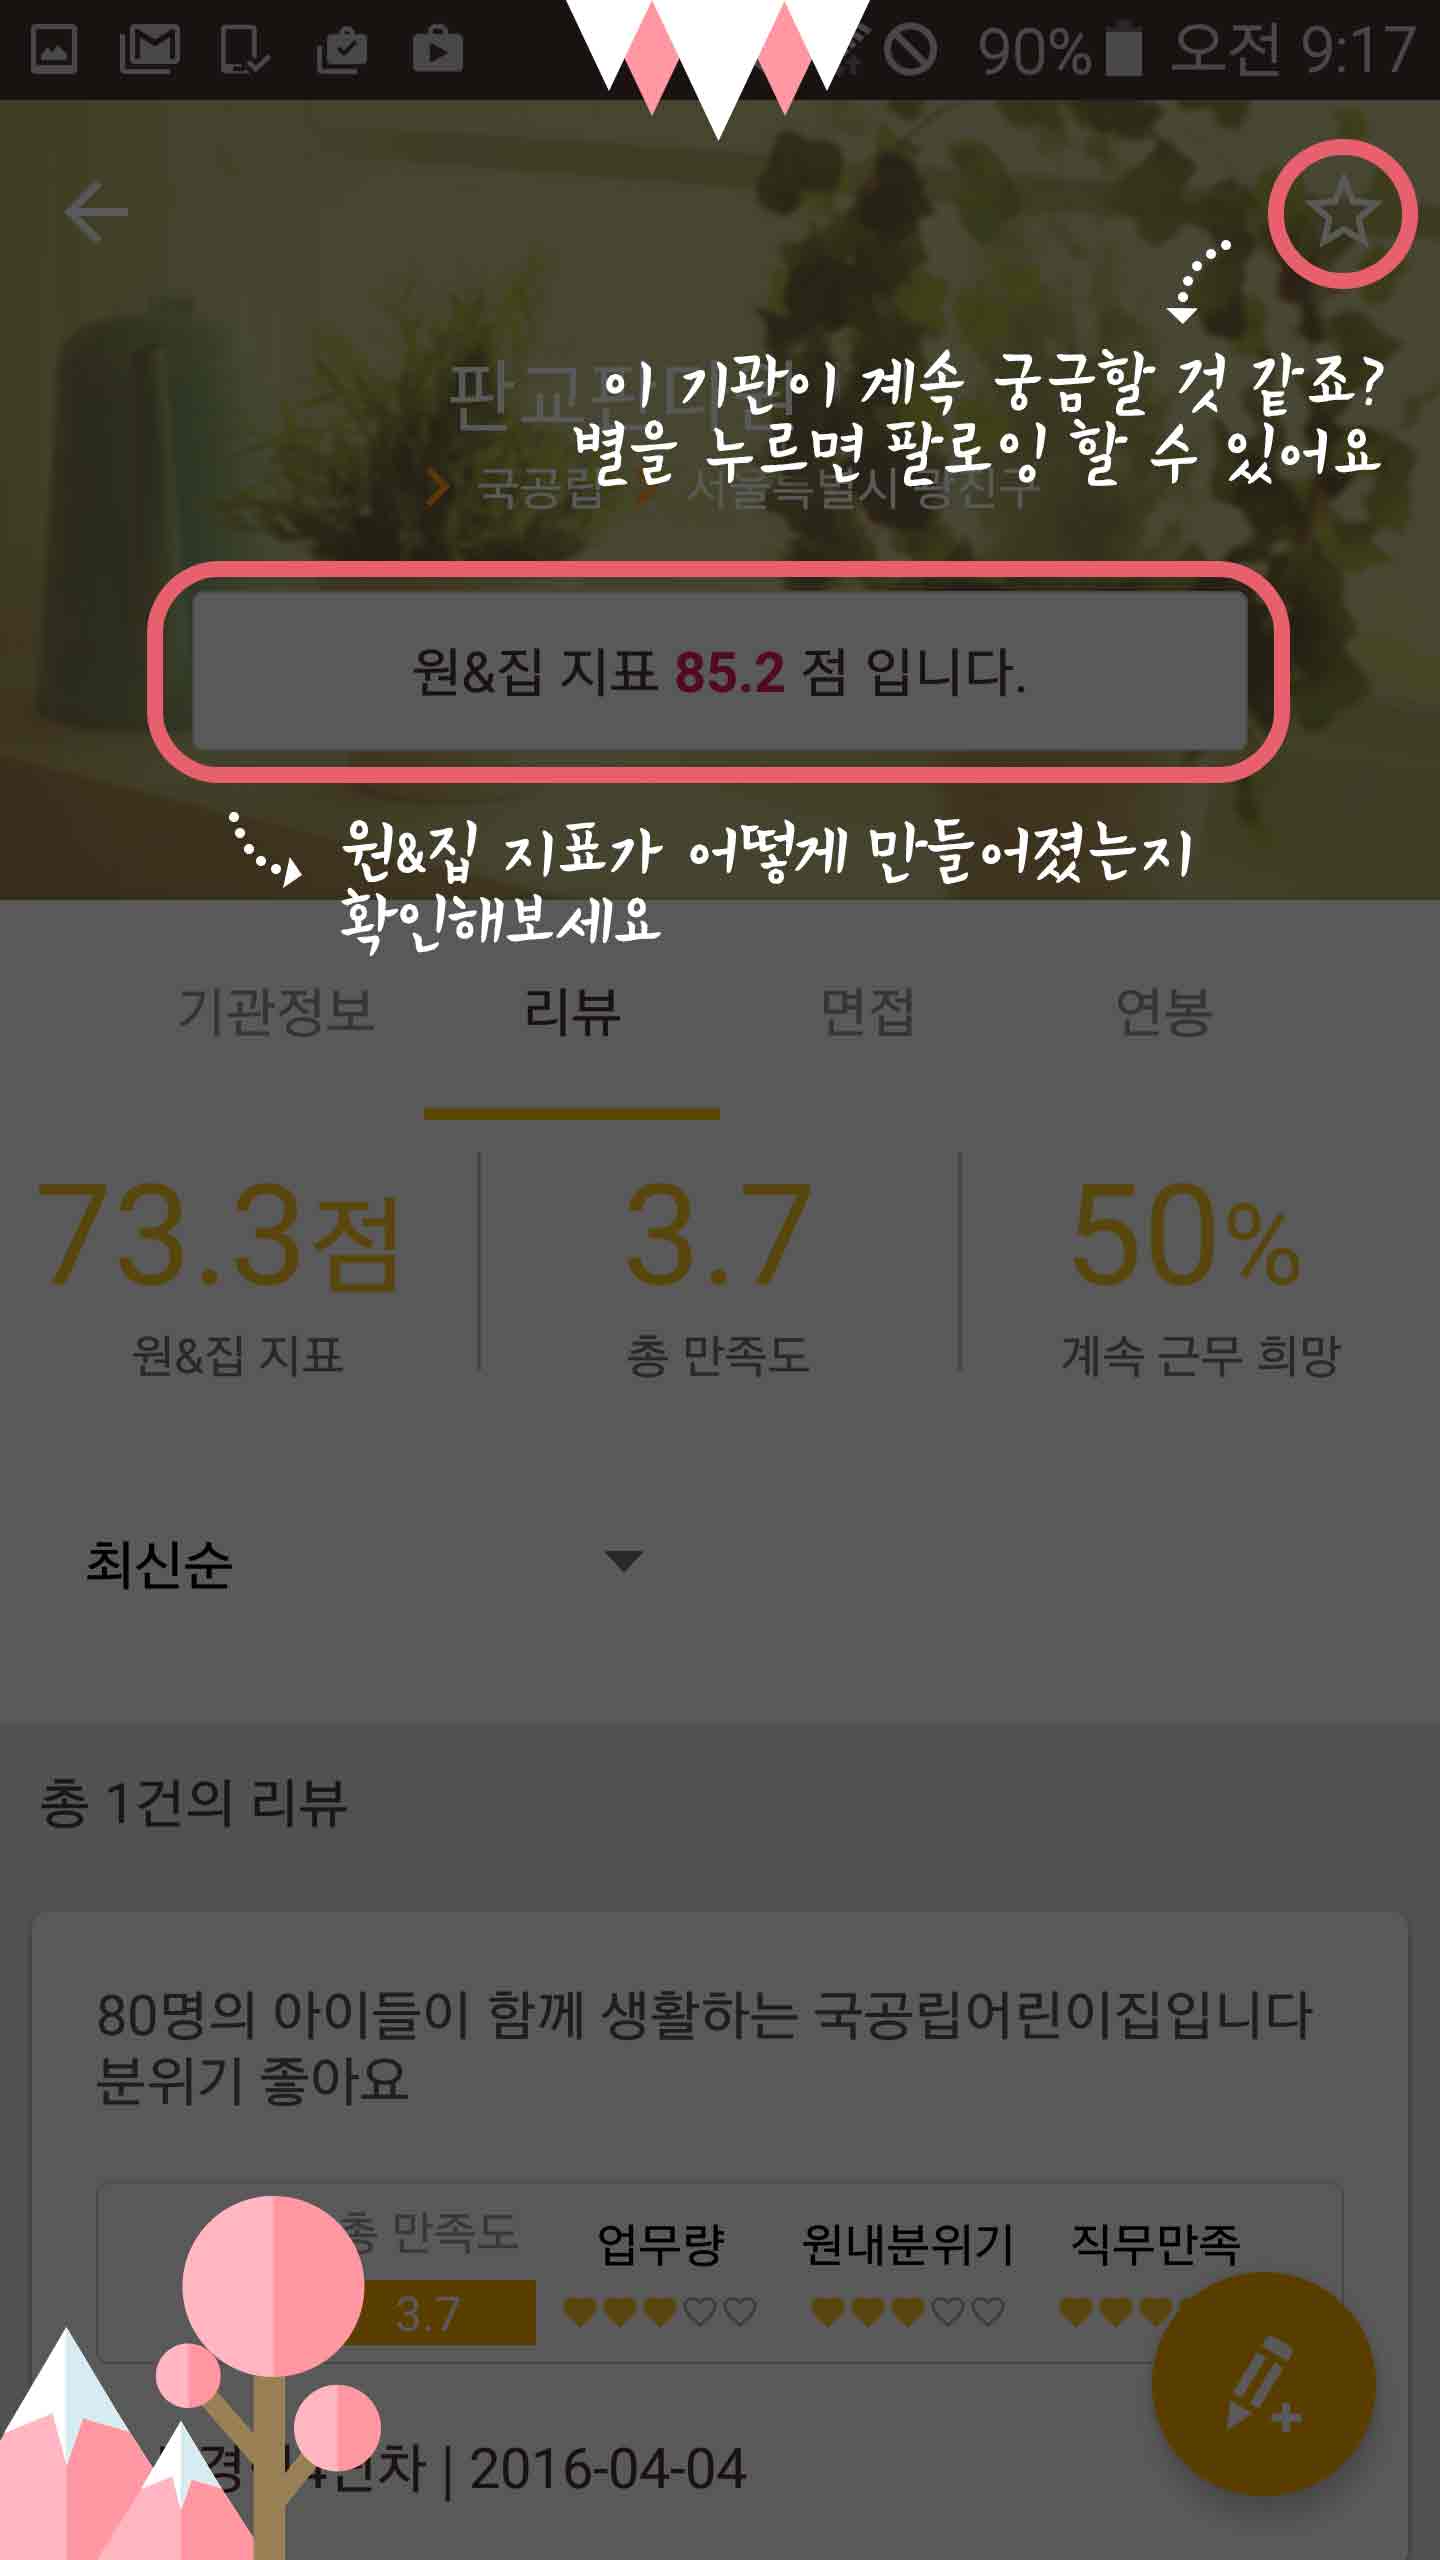 90% 오전 9:17
이 기관이 계속 궁금할 것 같죠?
별을 누르면 팔로잉 할 수 있어요
국공립 서울특별시 광진구
원&집 지표 85.2 점 입니다.
원&집 지표가 어떻게 만들어졌는지
확인해보세요
기관정보 리뷰 면접 연봉
73.3점 3.7 50%
원&집 지표 총 만족도 계속 근무 희망
최신순
총 1건의 리뷰
80명의 아이들이 함께 생활하는 국공립어린이집입니다
분위기 좋아요
총 만족도 업무량 원내분위기 직무만족
3.7
4년차 | 2016-04-04